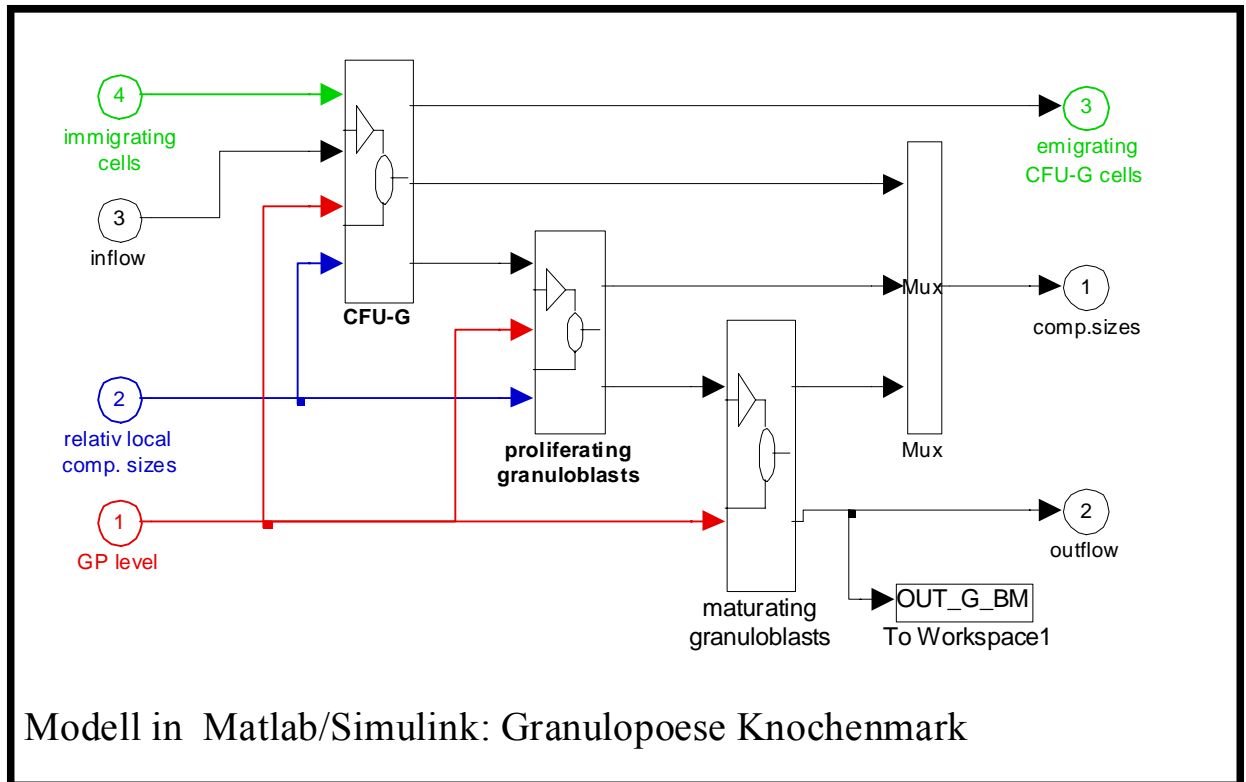 4
immigrating
cells
3
inflow
CFU-G
2
relativ local
comp. sizes
1
GP level
proliferating
granuloblasts
maturating
granuloblasts
Mux
Mux
3
emigrating
CFU-G cells
1
comp.sizes
2
outflow
OUT_G_BM
To Workspace1
Modell in Matlab/Simulink: Granulopoese Knochenmark